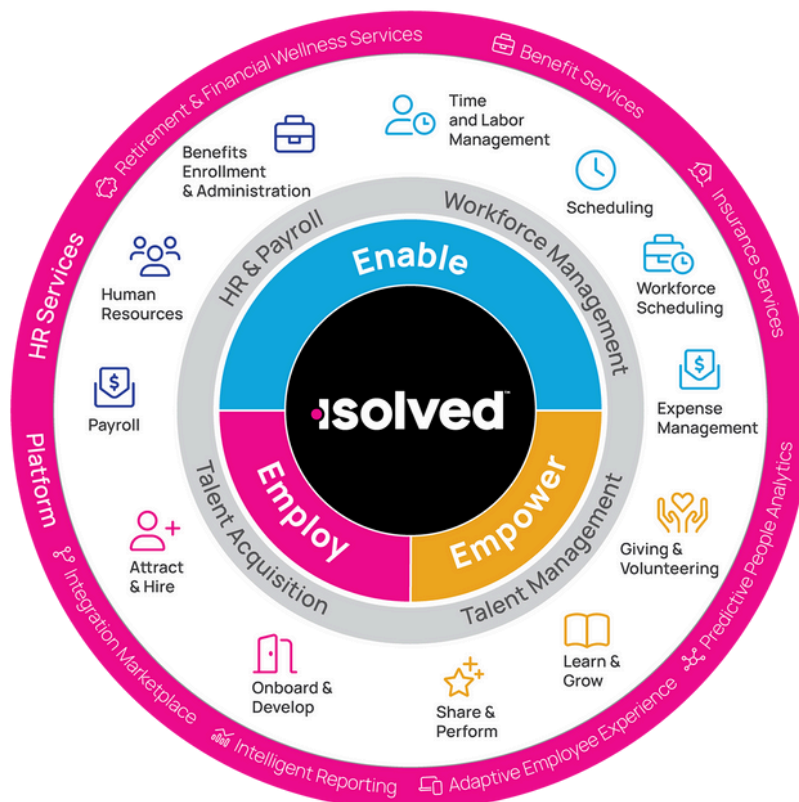 HR Services
Retirement & Financial Wellness Services
Benefit Services
Insurance Services
Time
and Labor
Management
Benefits
Enrollment
& Administration
Scheduling
Human
Resources
Workforce
Scheduling
Payroll
Expense
Management
HR & Payroll
Workforce Management
Enable
isolved™
Employ
Empower
Talent Acquisition
Talent Management
Attract
& Hire
Giving &
Volunteering
Onboard &
Develop
Learn &
Grow
Share &
Perform
Platform
Integration Marketplace
Intelligent Reporting
Adaptive Employee Experience
Predictive People Analytics